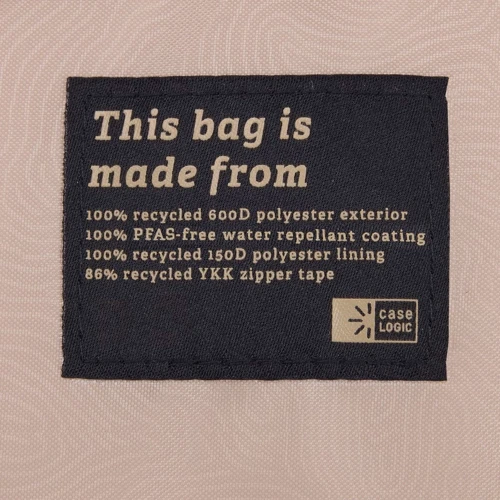 This bag is
made from
100% recycled 600D polyester exterior
100% PFAS-free water repellant coating
100% recycled 150D polyester lining
86% recycled YKK zipper tape
case
LOGIC